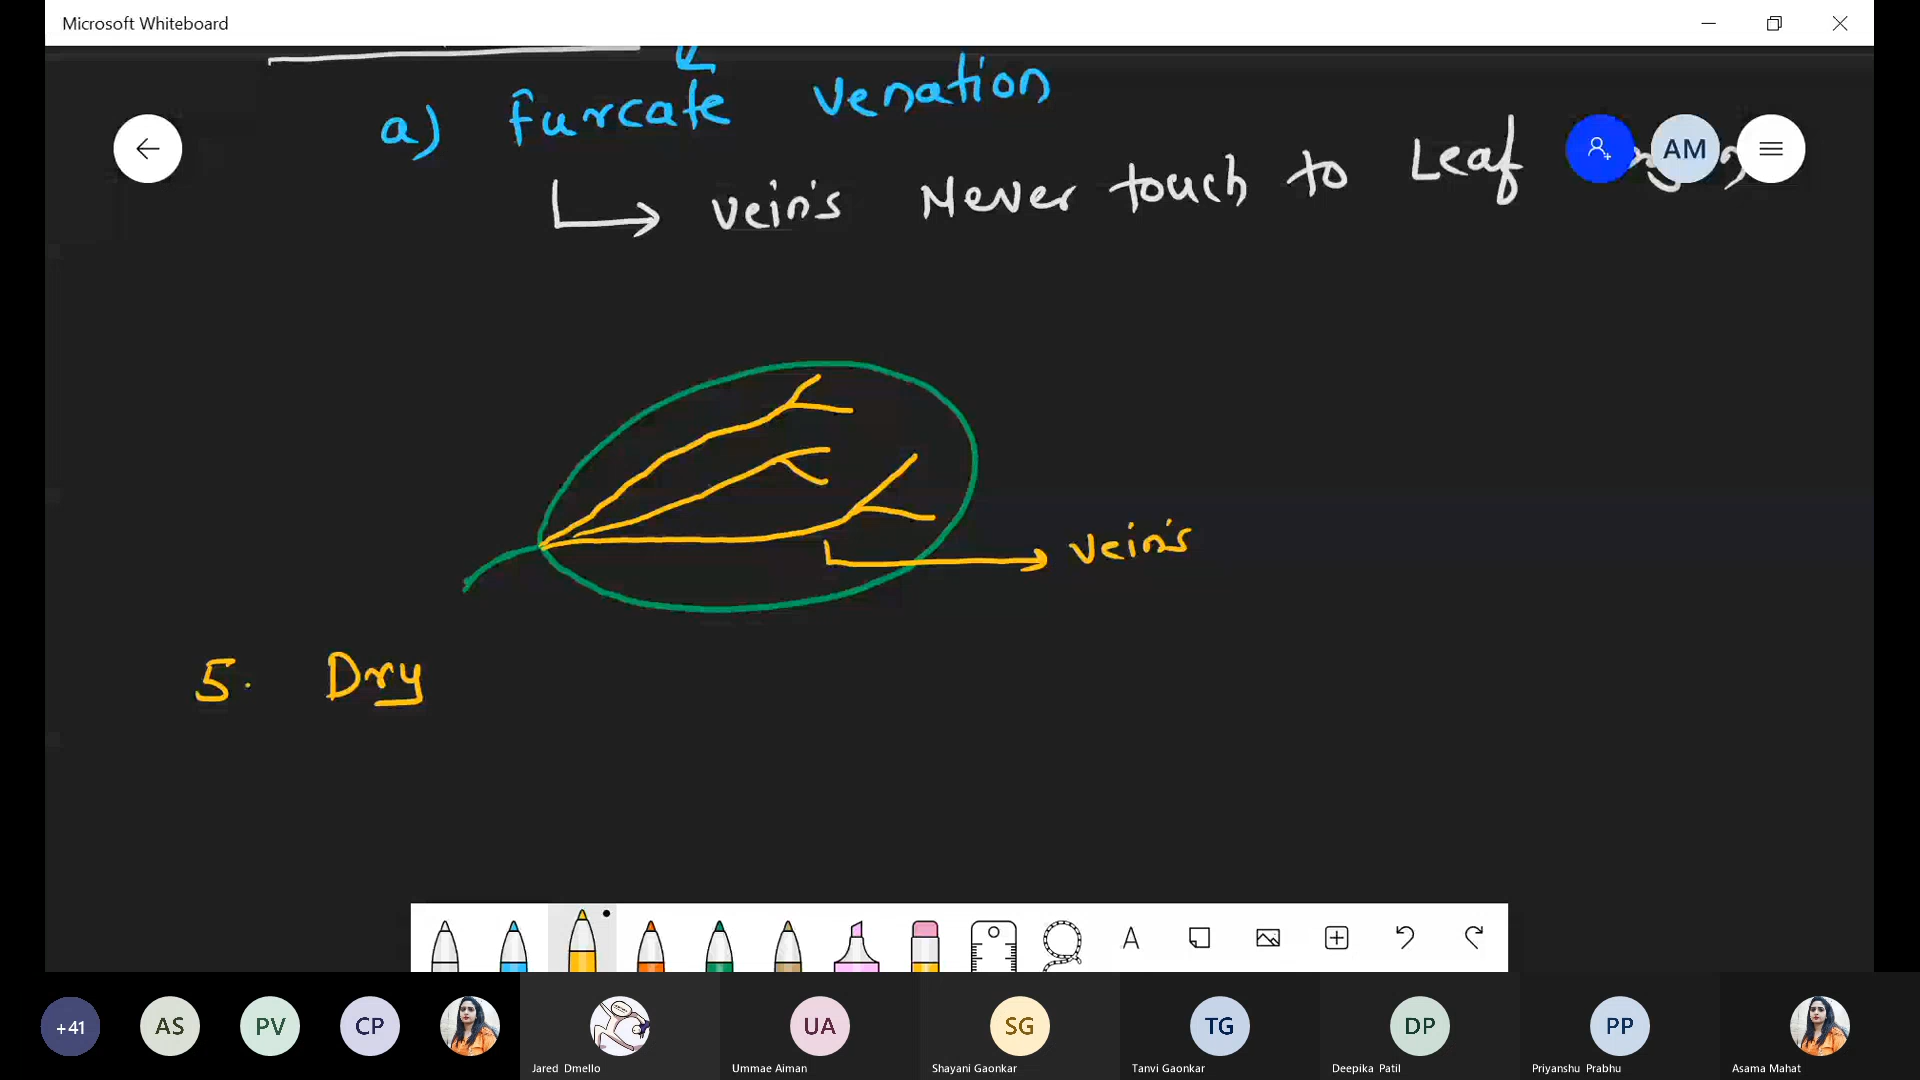 Microsoft Whiteboard
a) furcate venation
vein's Never touch to Leaf
AM
vein's
5. Dry
A
+41 AS PV CP UA SG TG DP PP
Jared Dmello Ummae Aiman Shayani Gaonkar Tanvi Gaonkar Deepika Patil Priyanshu Prabhu Asama Mahat